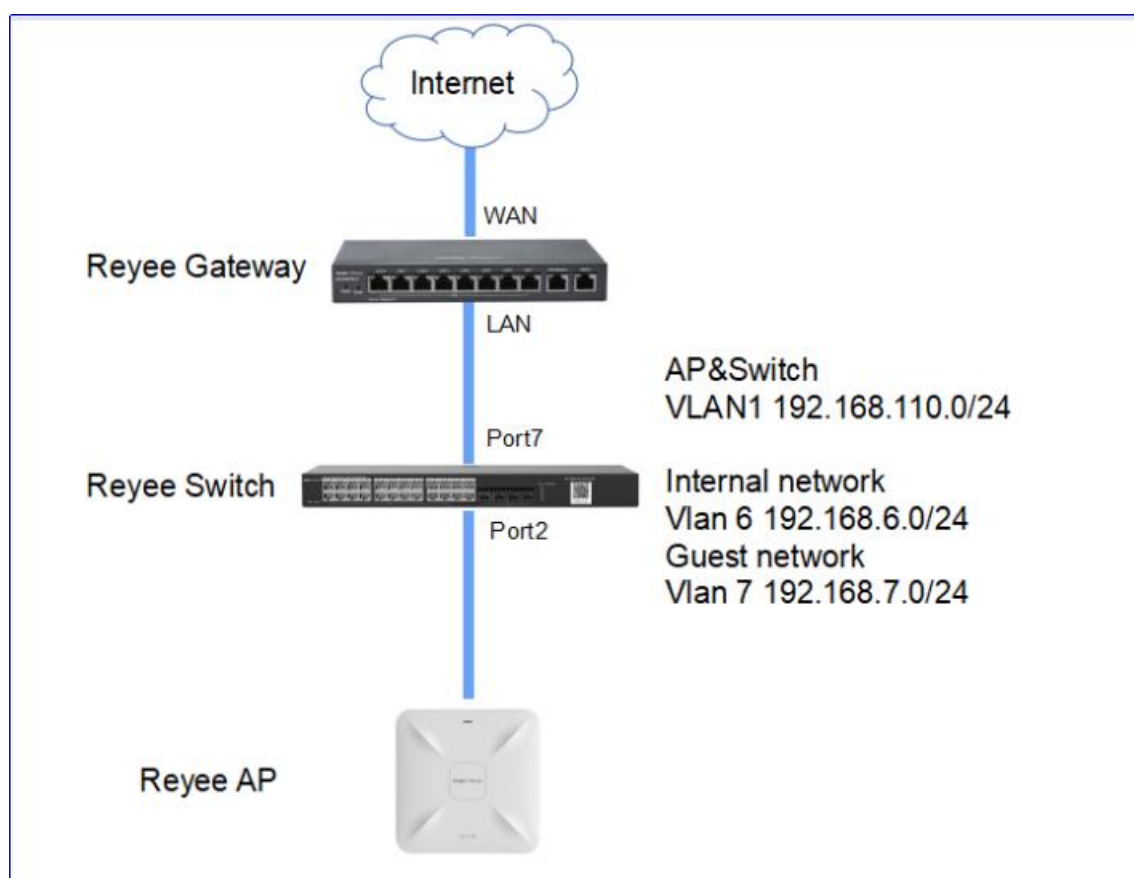 Internet
WAN
Reyee Gateway
LAN
AP&Switch
VLAN1 192.168.110.0/24
Port7
Reyee Switch
Internal network
Vlan 6 192.168.6.0/24
Port2
Guest network
Vlan 7 192.168.7.0/24
Reyee AP